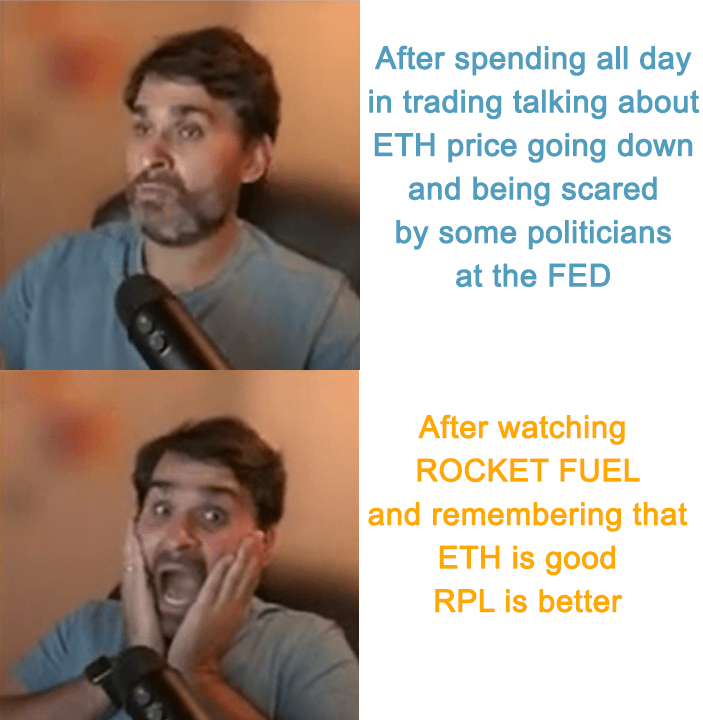 After spending all day
in trading talking about
ETH price going down
and being scared
by some politicians
at the FED
After watching
ROCKET FUEL
and remembering that
ETH is good
RPL is better